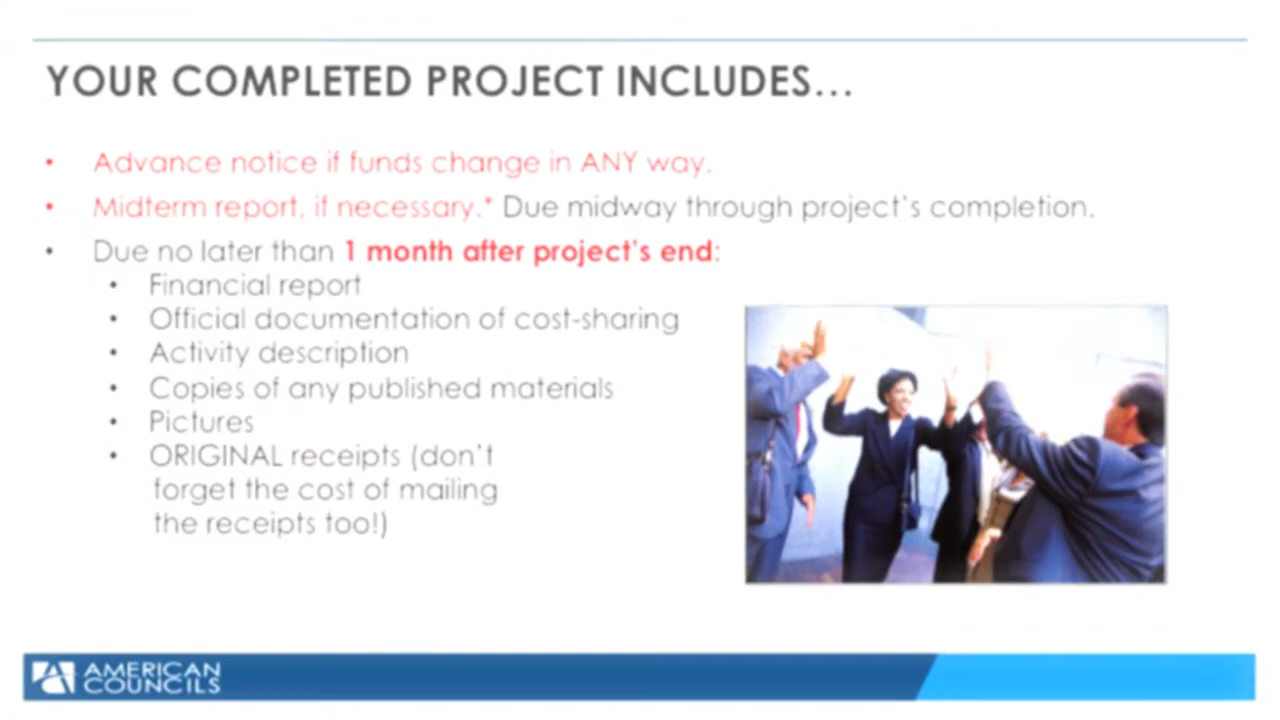 YOUR COMPLETED PROJECT INCLUDES...
• Advance notice if funds change in ANY way.
• Midterm report, if necessary.* Due midway through project's completion.
• Due no later than 1 month after project's end:
• Financial report
• Official documentation of cost-sharing
• Activity description
• Copies of any published materials
• Pictures
• ORIGINAL receipts (don't
forget the cost of mailing
the receipts too!)
AMERICAN
COUNCILS